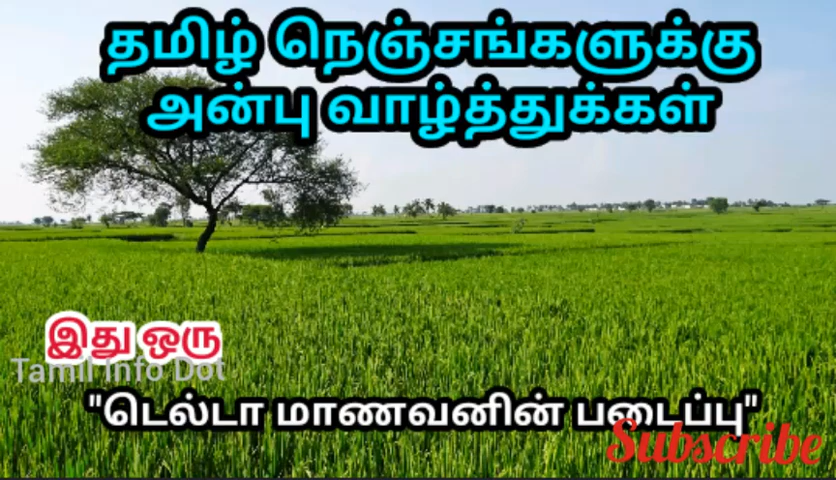 தமிழ் நெஞ்சங்களுக்கு
அன்பு வாழ்த்துக்கள்
இது ஒரு
Tamil Info Dot
"டெல்டா மாணவனின் படைப்பு"
Subscribe